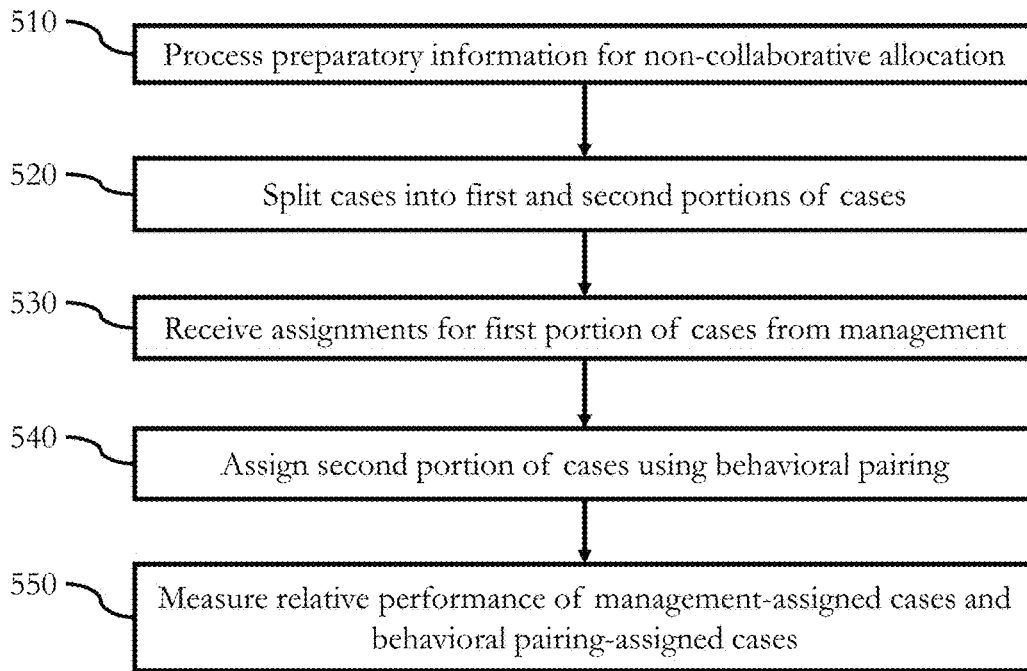 510
Process preparatory information for non-collaborative allocation
520
Split cases into first and second portions of cases
530
Receive assignments for first portion of cases from management
540
Assign second portion of cases using behavioral pairing
550
Measure relative performance of management-assigned cases and
behavioral pairing-assigned cases